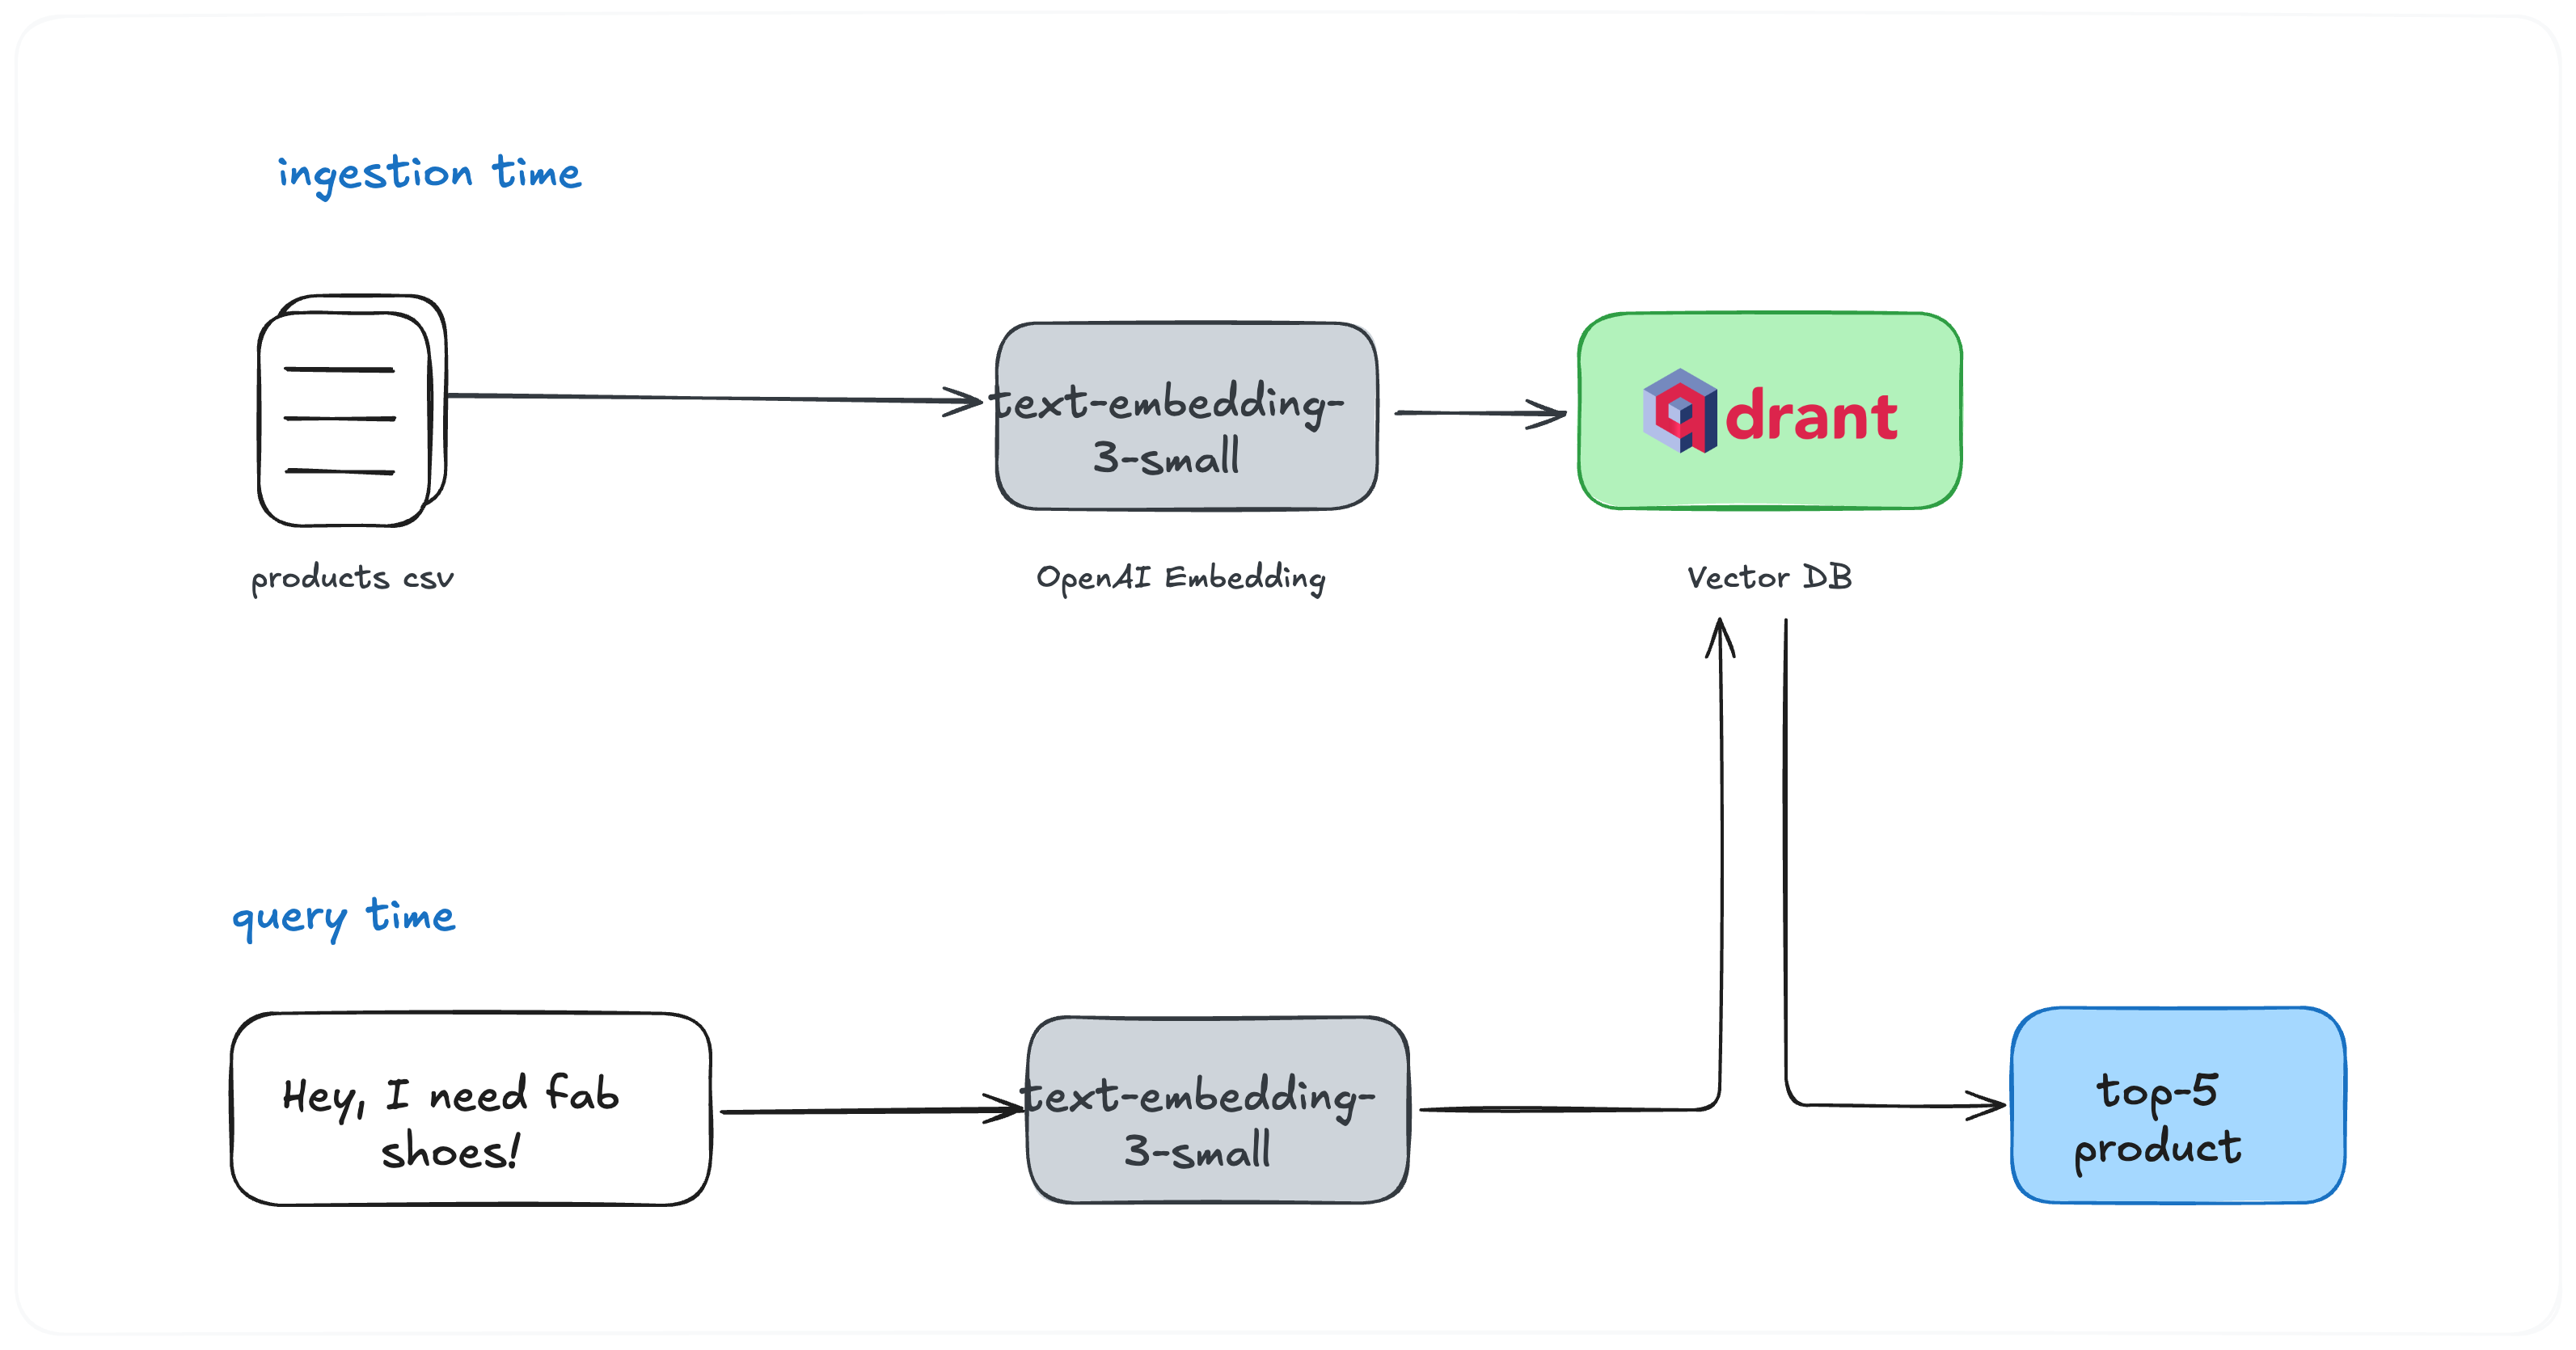 ingestion time
text-embedding-
3-small
qdrant
products csv
OpenAI Embedding
Vector DB
query time
Hey, I need fab
shoes!
text-embedding-
3-small
top-5
product